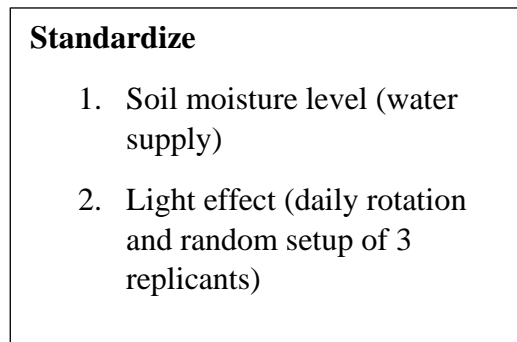 Standardize
1. Soil moisture level (water
supply)
2. Light effect (daily rotation
and random setup of 3
replicants)